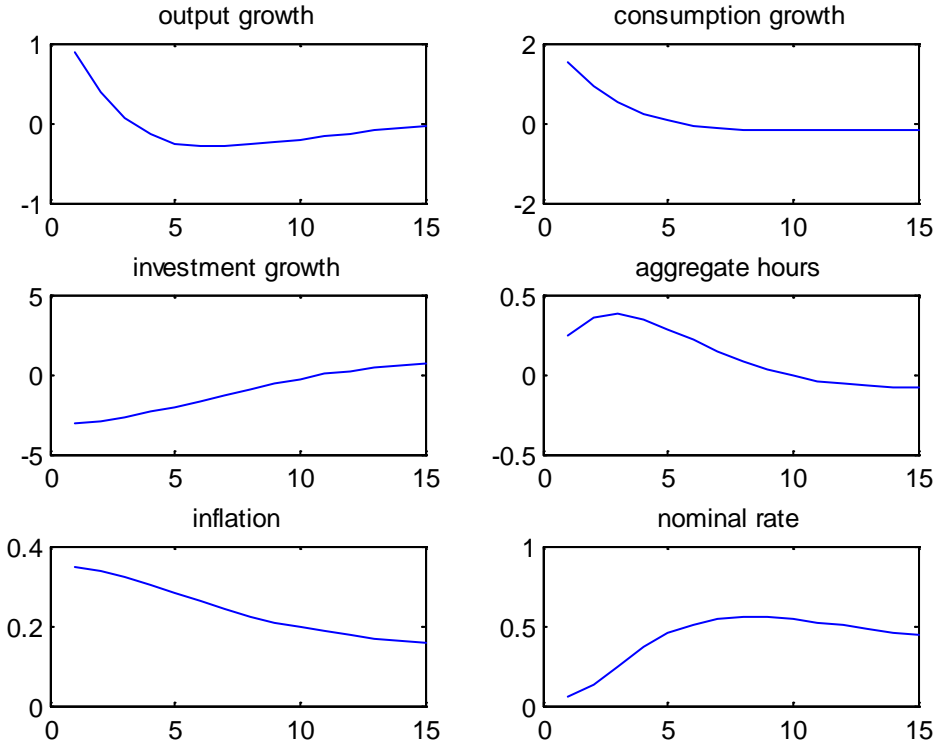 output growth
1
0
-1
0 5 10 15
consumption growth
2
0
-2
0 5 10 15
investment growth
5
0
-5
0 5 10 15
aggregate hours
0.5
0
-0.5
0 5 10 15
inflation
0.4
0.2
0
0 5 10 15
nominal rate
1
0.5
0
0 5 10 15